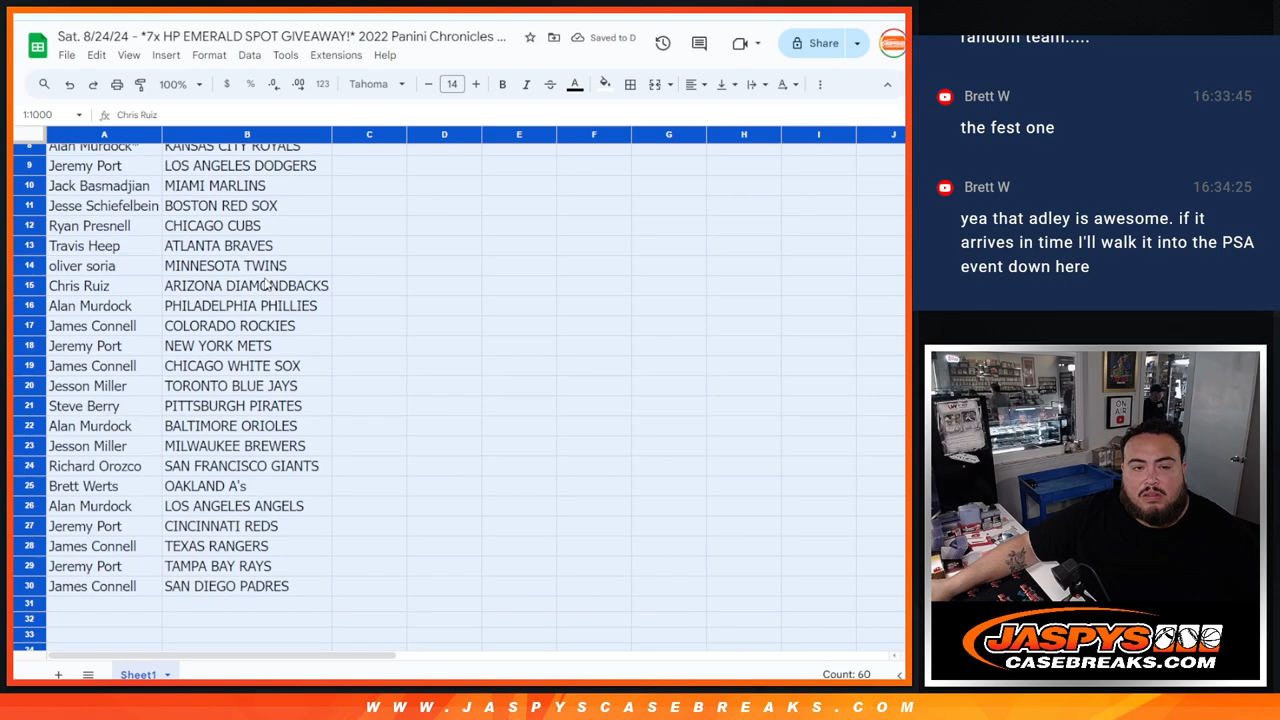 Sat. 8/24/24 - *7x HP EMERALD SPOT GIVEAWAY!* 2022 Panini Chronicles ...
Saved to D
Share
File Edit View Insert Format Data Tools Extensions Help
100% $ % .0 .00 123 Tahoma 14 B I A
1:1000 fx Chris Ruiz
A B C D E F G H I J
8 Alan Murdock* KANSAS CITY ROYALS
9 Jeremy Port LOS ANGELES DODGERS
10 Jack Basmadjian MIAMI MARLINS
11 Jesse Schiefelbein BOSTON RED SOX
12 Ryan Presnell CHICAGO CUBS
13 Travis Heep ATLANTA BRAVES
14 oliver soria MINNESOTA TWINS
15 Chris Ruiz ARIZONA DIAMONDBACKS
16 Alan Murdock PHILADELPHIA PHILLIES
17 James Connell COLORADO ROCKIES
18 Jeremy Port NEW YORK METS
19 James Connell CHICAGO WHITE SOX
20 Jesson Miller TORONTO BLUE JAYS
21 Steve Berry PITTSBURGH PIRATES
22 Alan Murdock BALTIMORE ORIOLES
23 Jesson Miller MILWAUKEE BREWERS
24 Richard Orozco SAN FRANCISCO GIANTS
25 Brett Werts OAKLAND A's
26 Alan Murdock LOS ANGELES ANGELS
27 Jeremy Port CINCINNATI REDS
28 James Connell TEXAS RANGERS
29 Jeremy Port TAMPA BAY RAYS
30 James Connell SAN DIEGO PADRES
31
32
33
34
Sheet1 Count: 60
random team.....
Brett W 16:33:45
the fest one
Brett W 16:34:25
yea that adley is awesome. if it
arrives in time I'll walk it into the PSA
event down here
ON
AIR
JASPYS
CASEBREAKS.COM
WWW.JASPYSCASEBREAKS.COM